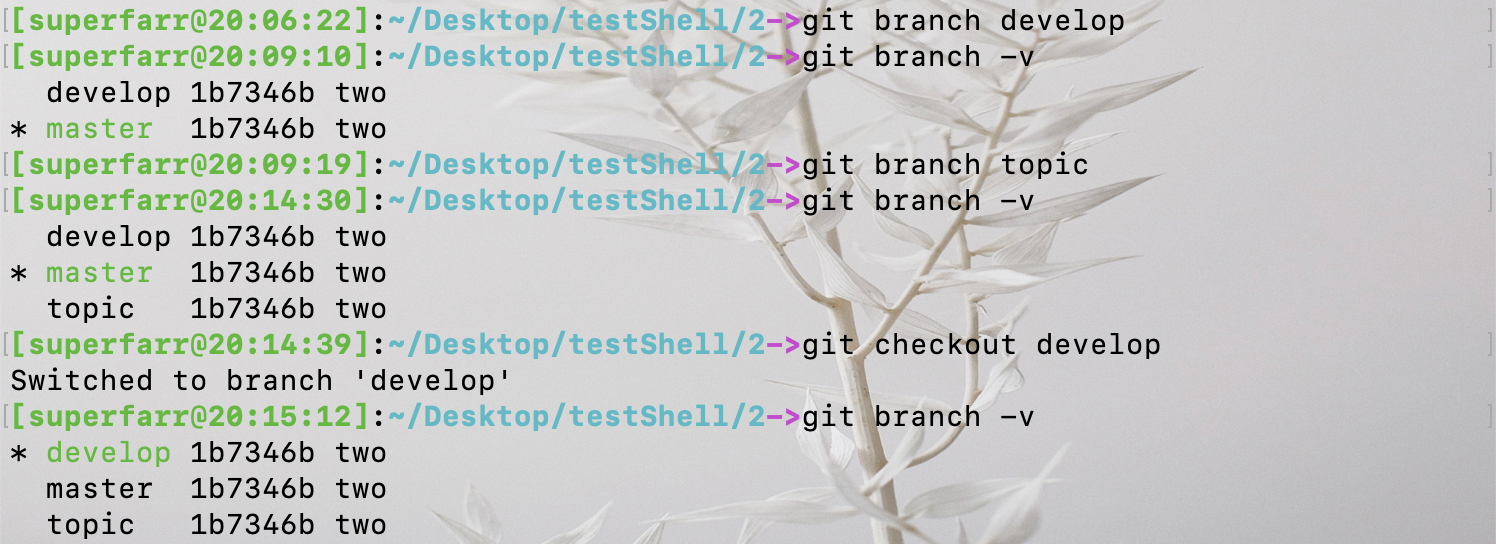 [superfarr@20:06:22]:~/Desktop/testShell/2->git branch develop
[superfarr@20:09:10]:~/Desktop/testShell/2->git branch -v
  develop 1b7346b two
* master  1b7346b two
[superfarr@20:09:19]:~/Desktop/testShell/2->git branch topic
[superfarr@20:14:30]:~/Desktop/testShell/2->git branch -v
  develop 1b7346b two
* master  1b7346b two
  topic   1b7346b two
[superfarr@20:14:39]:~/Desktop/testShell/2->git checkout develop
Switched to branch 'develop'
[superfarr@20:15:12]:~/Desktop/testShell/2->git branch -v
* develop 1b7346b two
  master  1b7346b two
  topic   1b7346b two